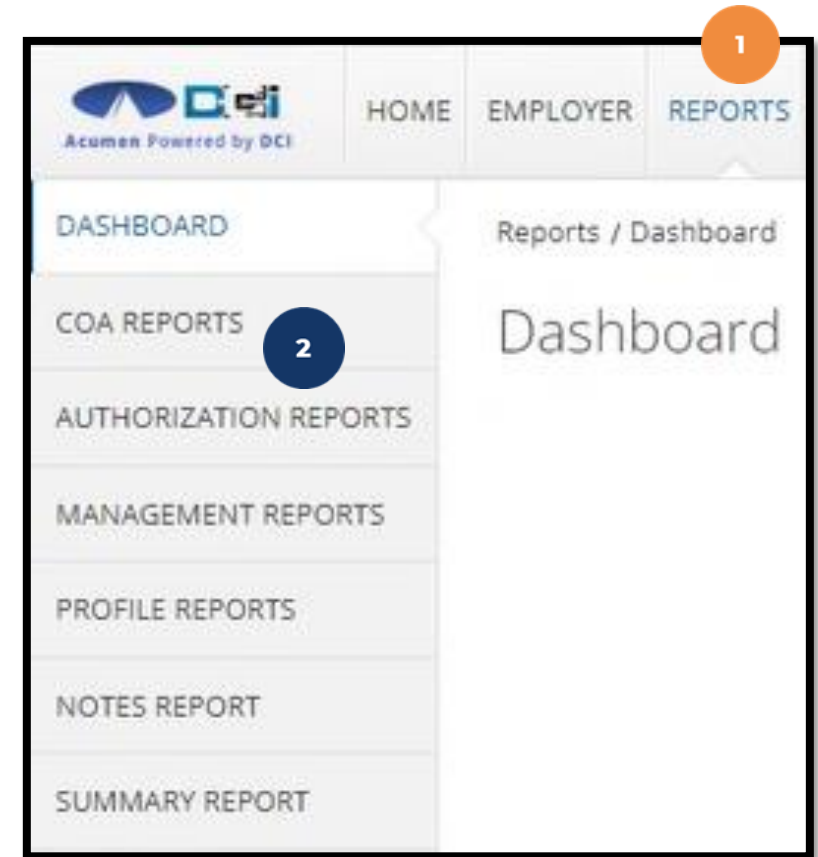 1
DCI
Acumen Powered by DCI
HOME EMPLOYER REPORTS
DASHBOARD
Reports / Dashboard
COA REPORTS
2
Dashboard
AUTHORIZATION REPORTS
MANAGEMENT REPORTS
PROFILE REPORTS
NOTES REPORT
SUMMARY REPORT